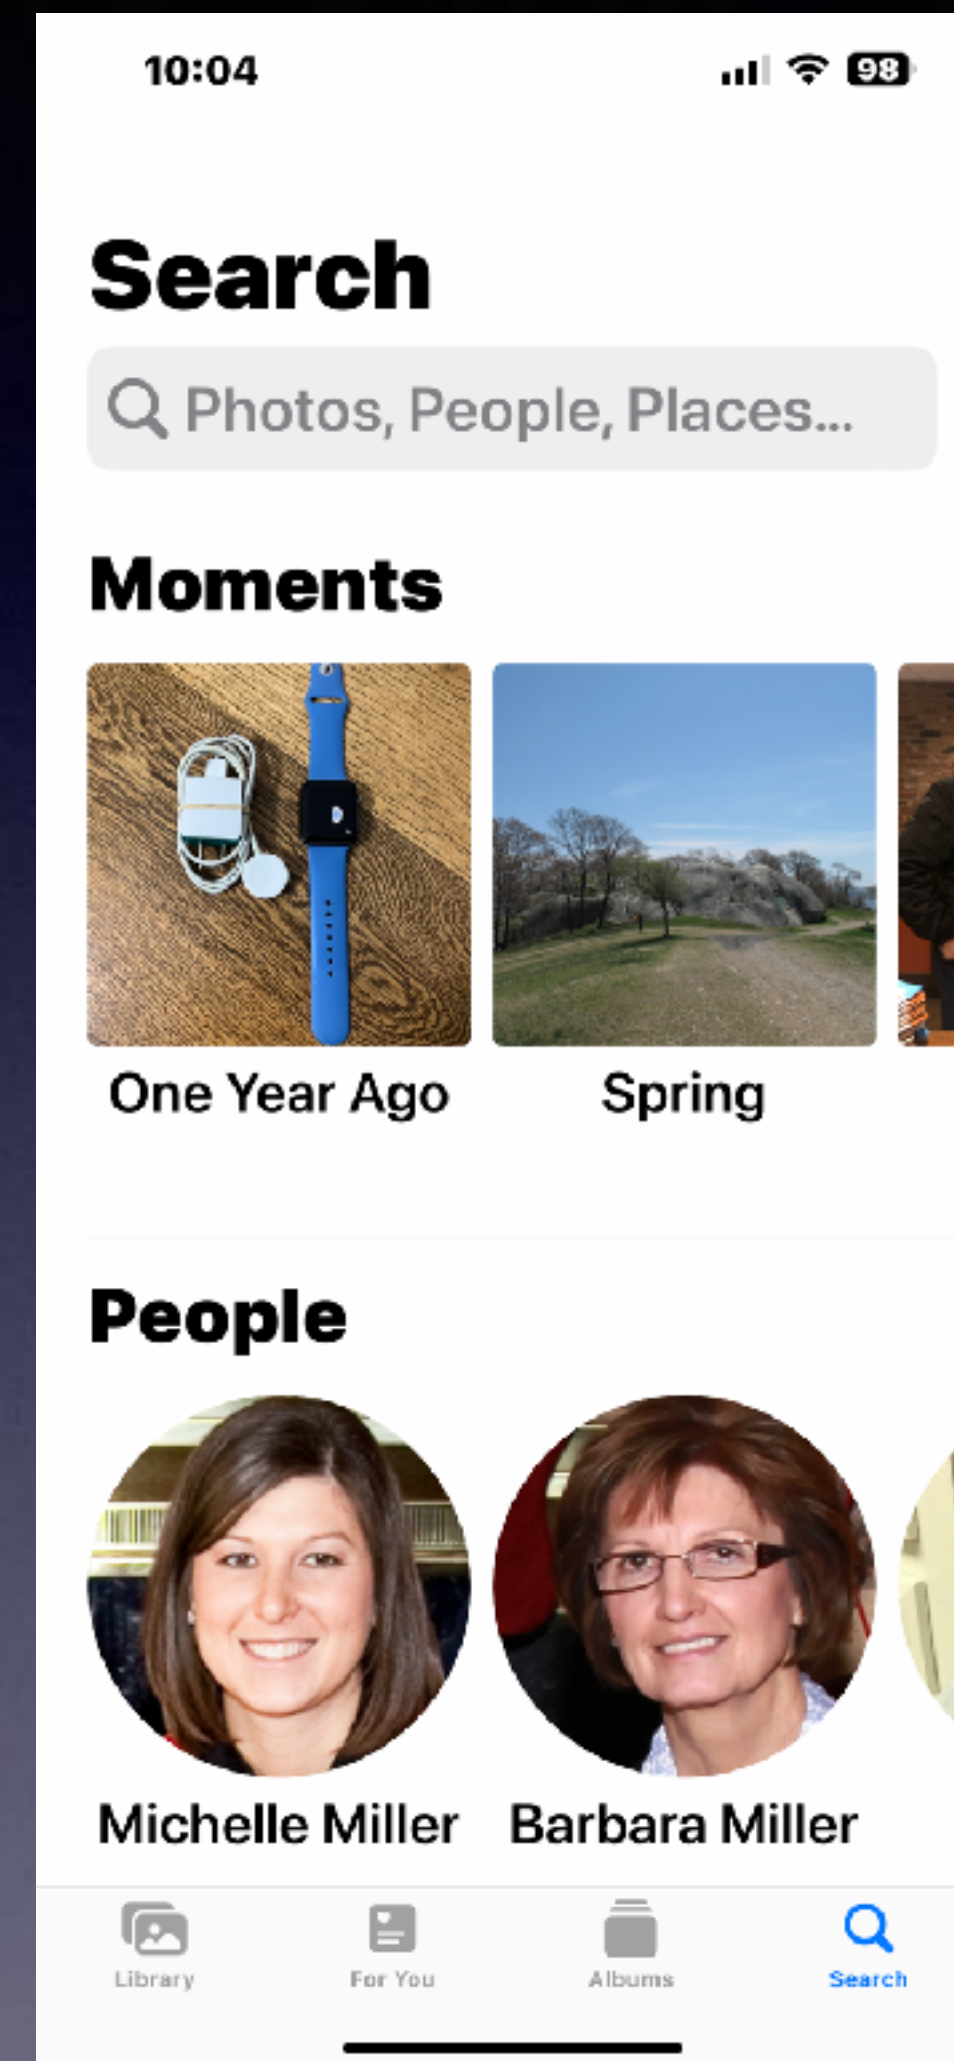 10:04 98
Search
Photos, People, Places...
Moments
One Year Ago Spring
People
Michelle Miller Barbara Miller
Library For You Albums Search